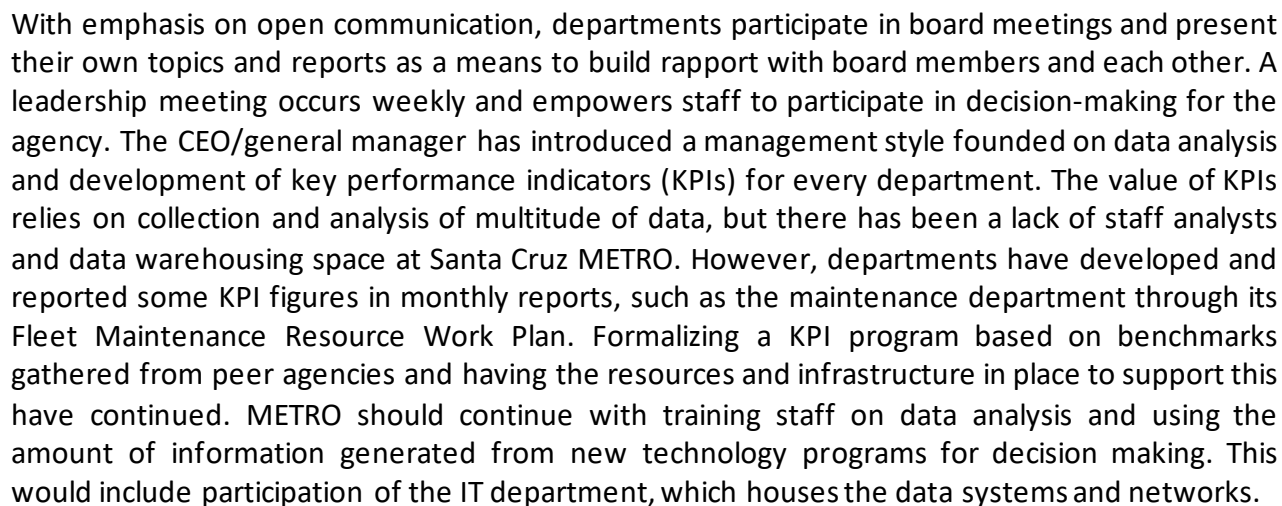 With emphasis on open communication, departments participate in board meetings and present
their own topics and reports as a means to build rapport with board members and each other. A
leadership meeting occurs weekly and empowers staff to participate in decision-making for the
agency. The CEO/general manager has introduced a management style founded on data analysis
and development of key performance indicators (KPIs) for every department. The value of KPIs
relies on collection and analysis of multitude of data, but there has been a lack of staff analysts
and data warehousing space at Santa Cruz METRO. However, departments have developed and
reported some KPI figures in monthly reports, such as the maintenance department through its
Fleet Maintenance Resource Work Plan. Formalizing a KPI program based on benchmarks
gathered from peer agencies and having the resources and infrastructure in place to support this
have continued. METRO should continue with training staff on data analysis and using the
amount of information generated from new technology programs for decision making. This
would include participation of the IT department, which houses the data systems and networks.